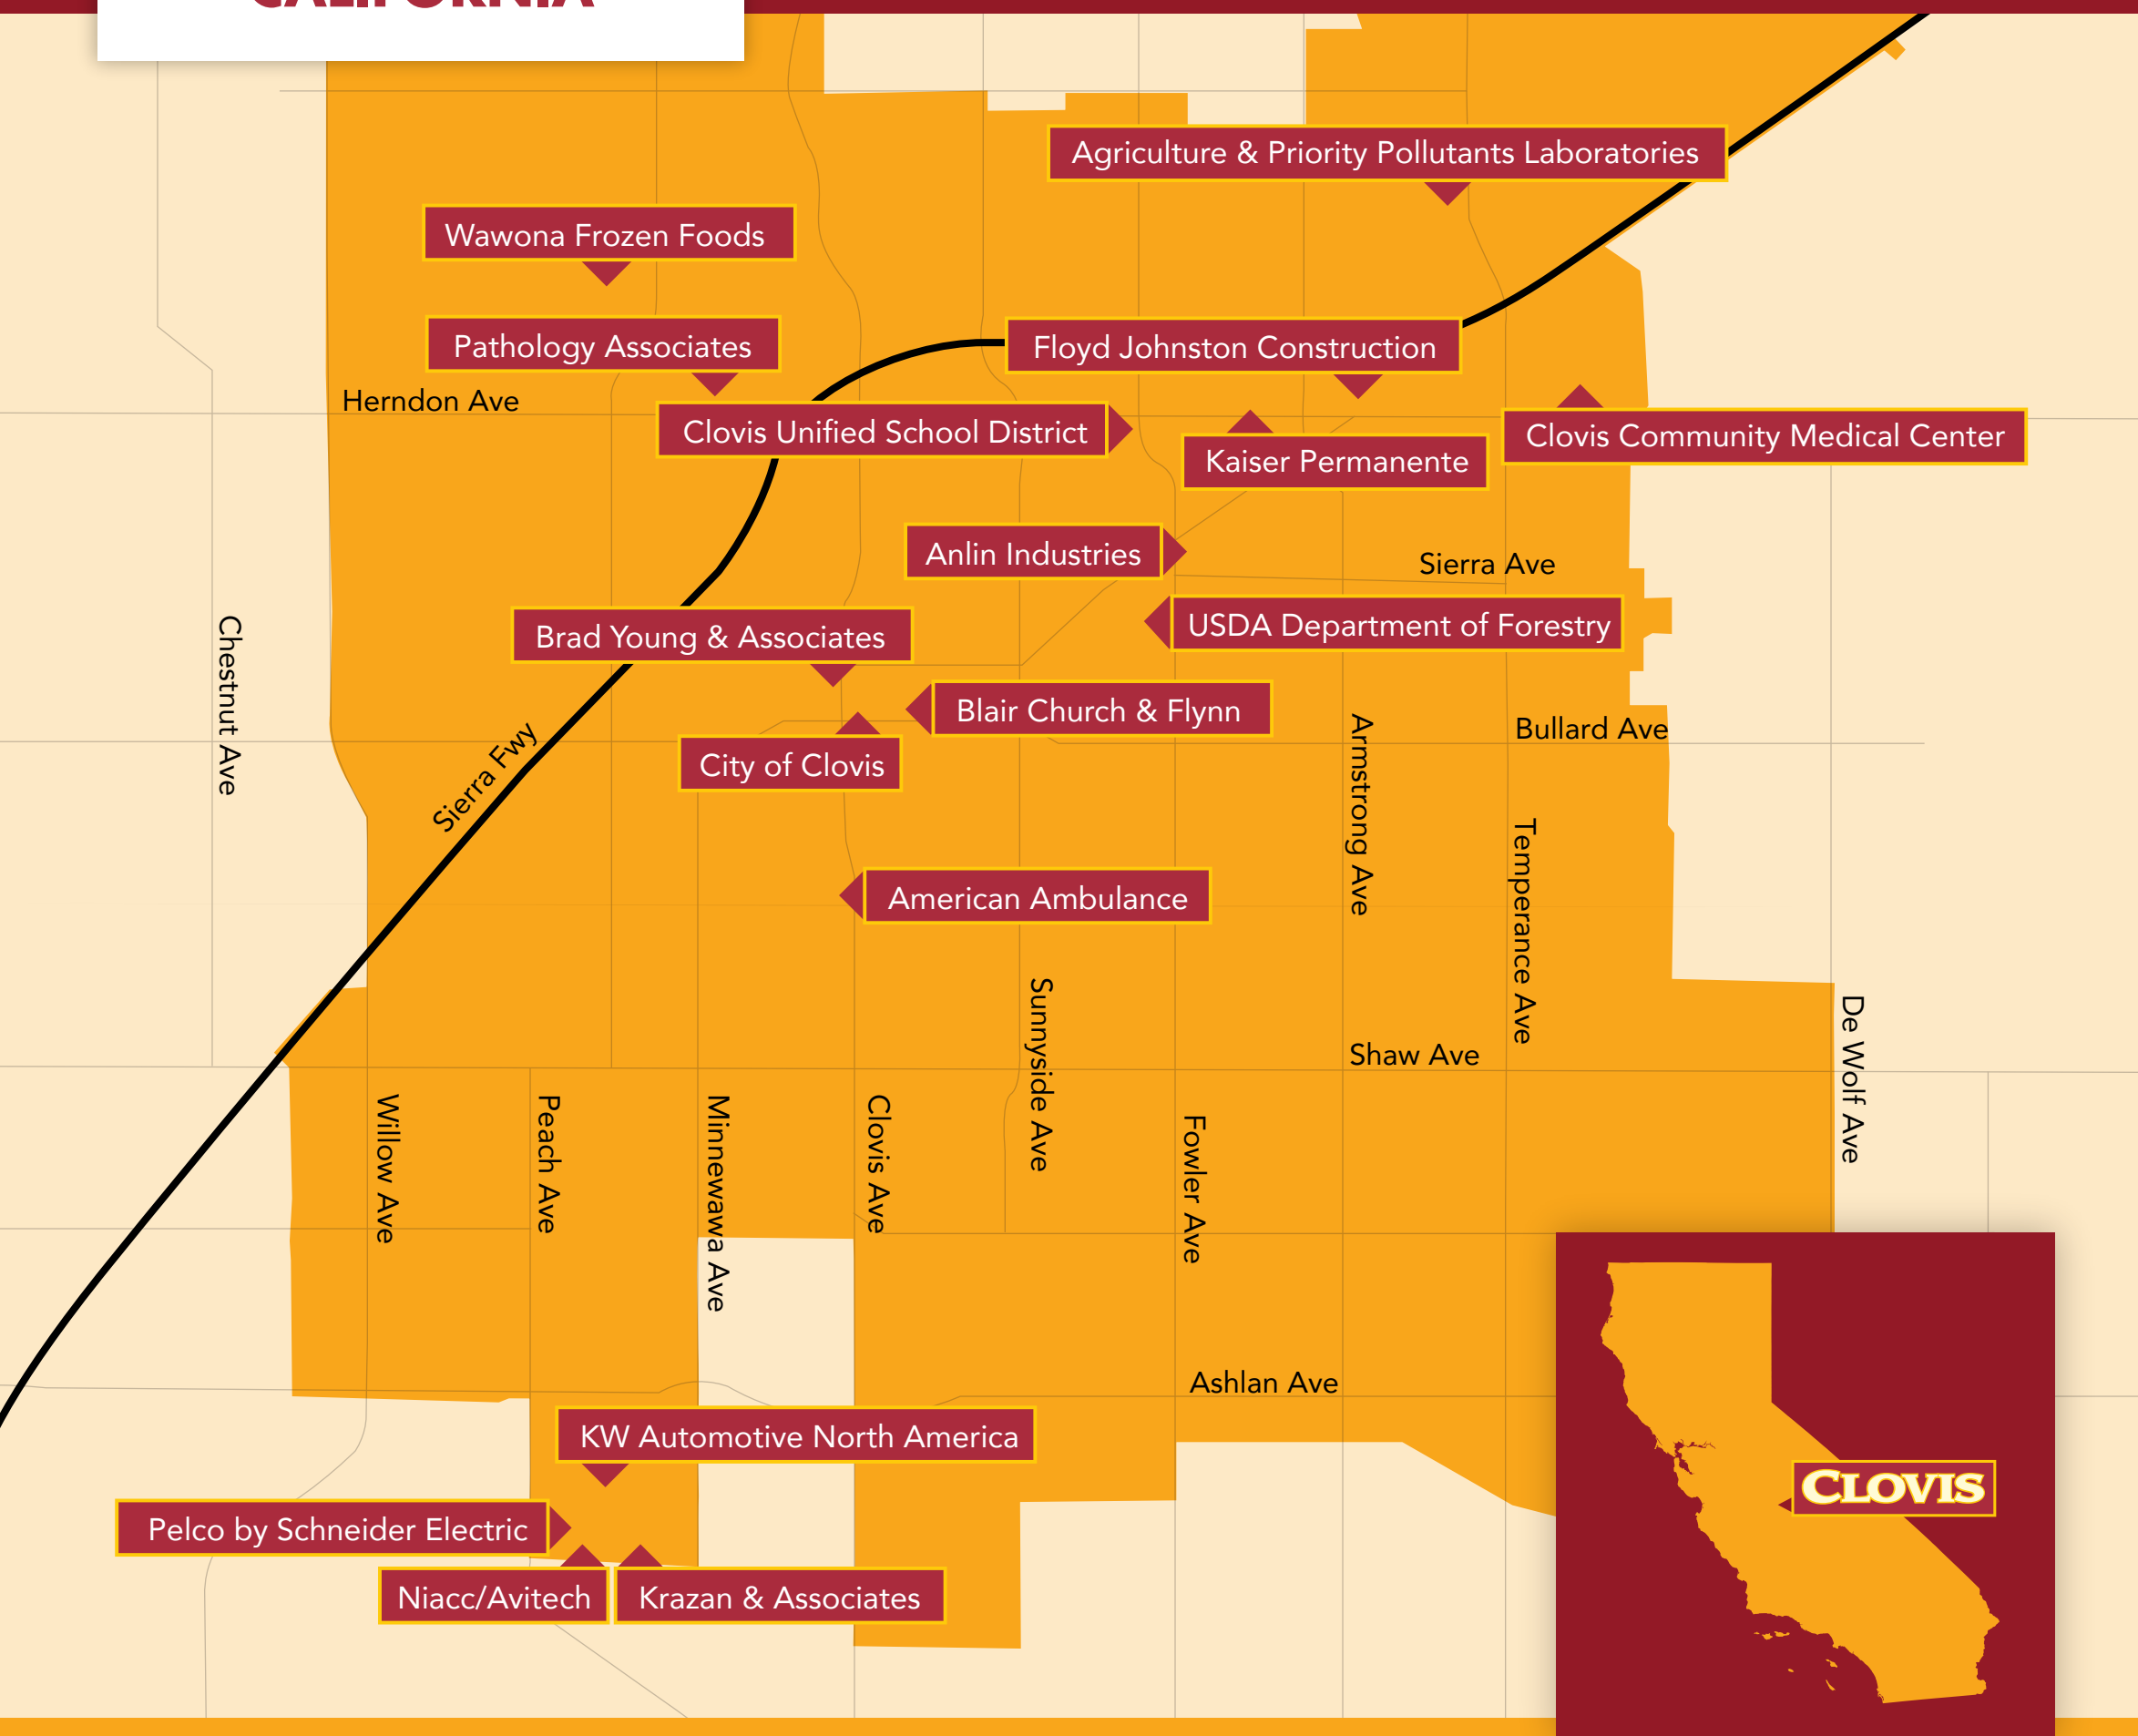 CALIFORNIA
Agriculture & Priority Pollutants Laboratories
Wawona Frozen Foods
Pathology Associates
Floyd Johnston Construction
Herndon Ave
Clovis Unified School District
Clovis Community Medical Center
Kaiser Permanente
Anlin Industries
Sierra Ave
USDA Department of Forestry
Brad Young & Associates
Chestnut Ave
Blair Church & Flynn
Bullard Ave
Sierra Fwy
City of Clovis
Armstrong Ave
American Ambulance
Temperance Ave
Sunnyside Ave
Shaw Ave
De Wolf Ave
Willow Ave
Peach Ave
Minnewawa Ave
Clovis Ave
Fowler Ave
Ashlan Ave
KW Automotive North America
CLOVIS
Pelco by Schneider Electric
Niacc/Avitech
Krazan & Associates